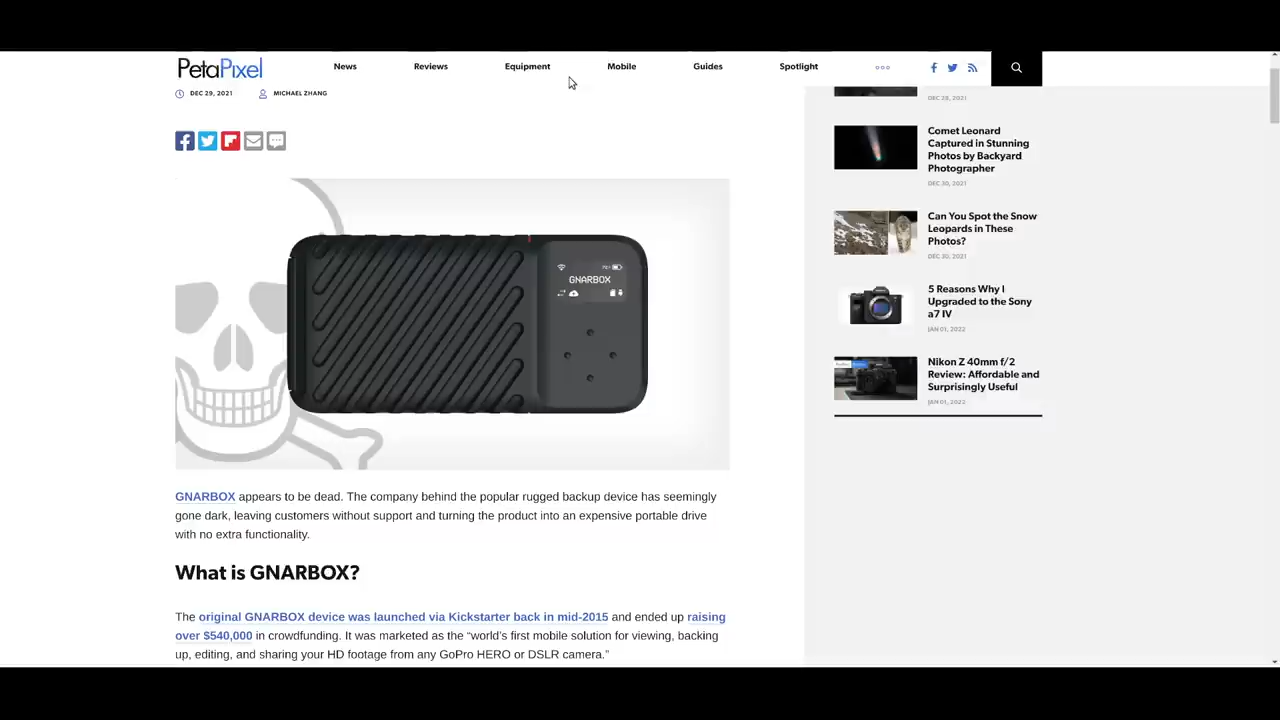 PetaPixel
News
Reviews
Equipment
Mobile
Guides
Spotlight
DEC 29, 2021
MICHAEL ZHANG
GNARBOX
GNARBOX appears to be dead. The company behind the popular rugged backup device has seemingly
gone dark, leaving customers without support and turning the product into an expensive portable drive
with no extra functionality.
What is GNARBOX?
The original GNARBOX device was launched via Kickstarter back in mid-2015 and ended up raising
over $540,000 in crowdfunding. It was marketed as the “world’s first mobile solution for viewing, backing
up, editing, and sharing your HD footage from any GoPro HERO or DSLR camera.”
DEC 29, 2021
Comet Leonard
Captured in Stunning
Photos by Backyard
Photographer
DEC 30, 2021
Can You Spot the Snow
Leopards in These
Photos?
DEC 30, 2021
5 Reasons Why I
Upgraded to the Sony
a7 IV
JAN 01, 2022
Nikon Z 40mm f/2
Review: Affordable and
Surprisingly Useful
JAN 01, 2022